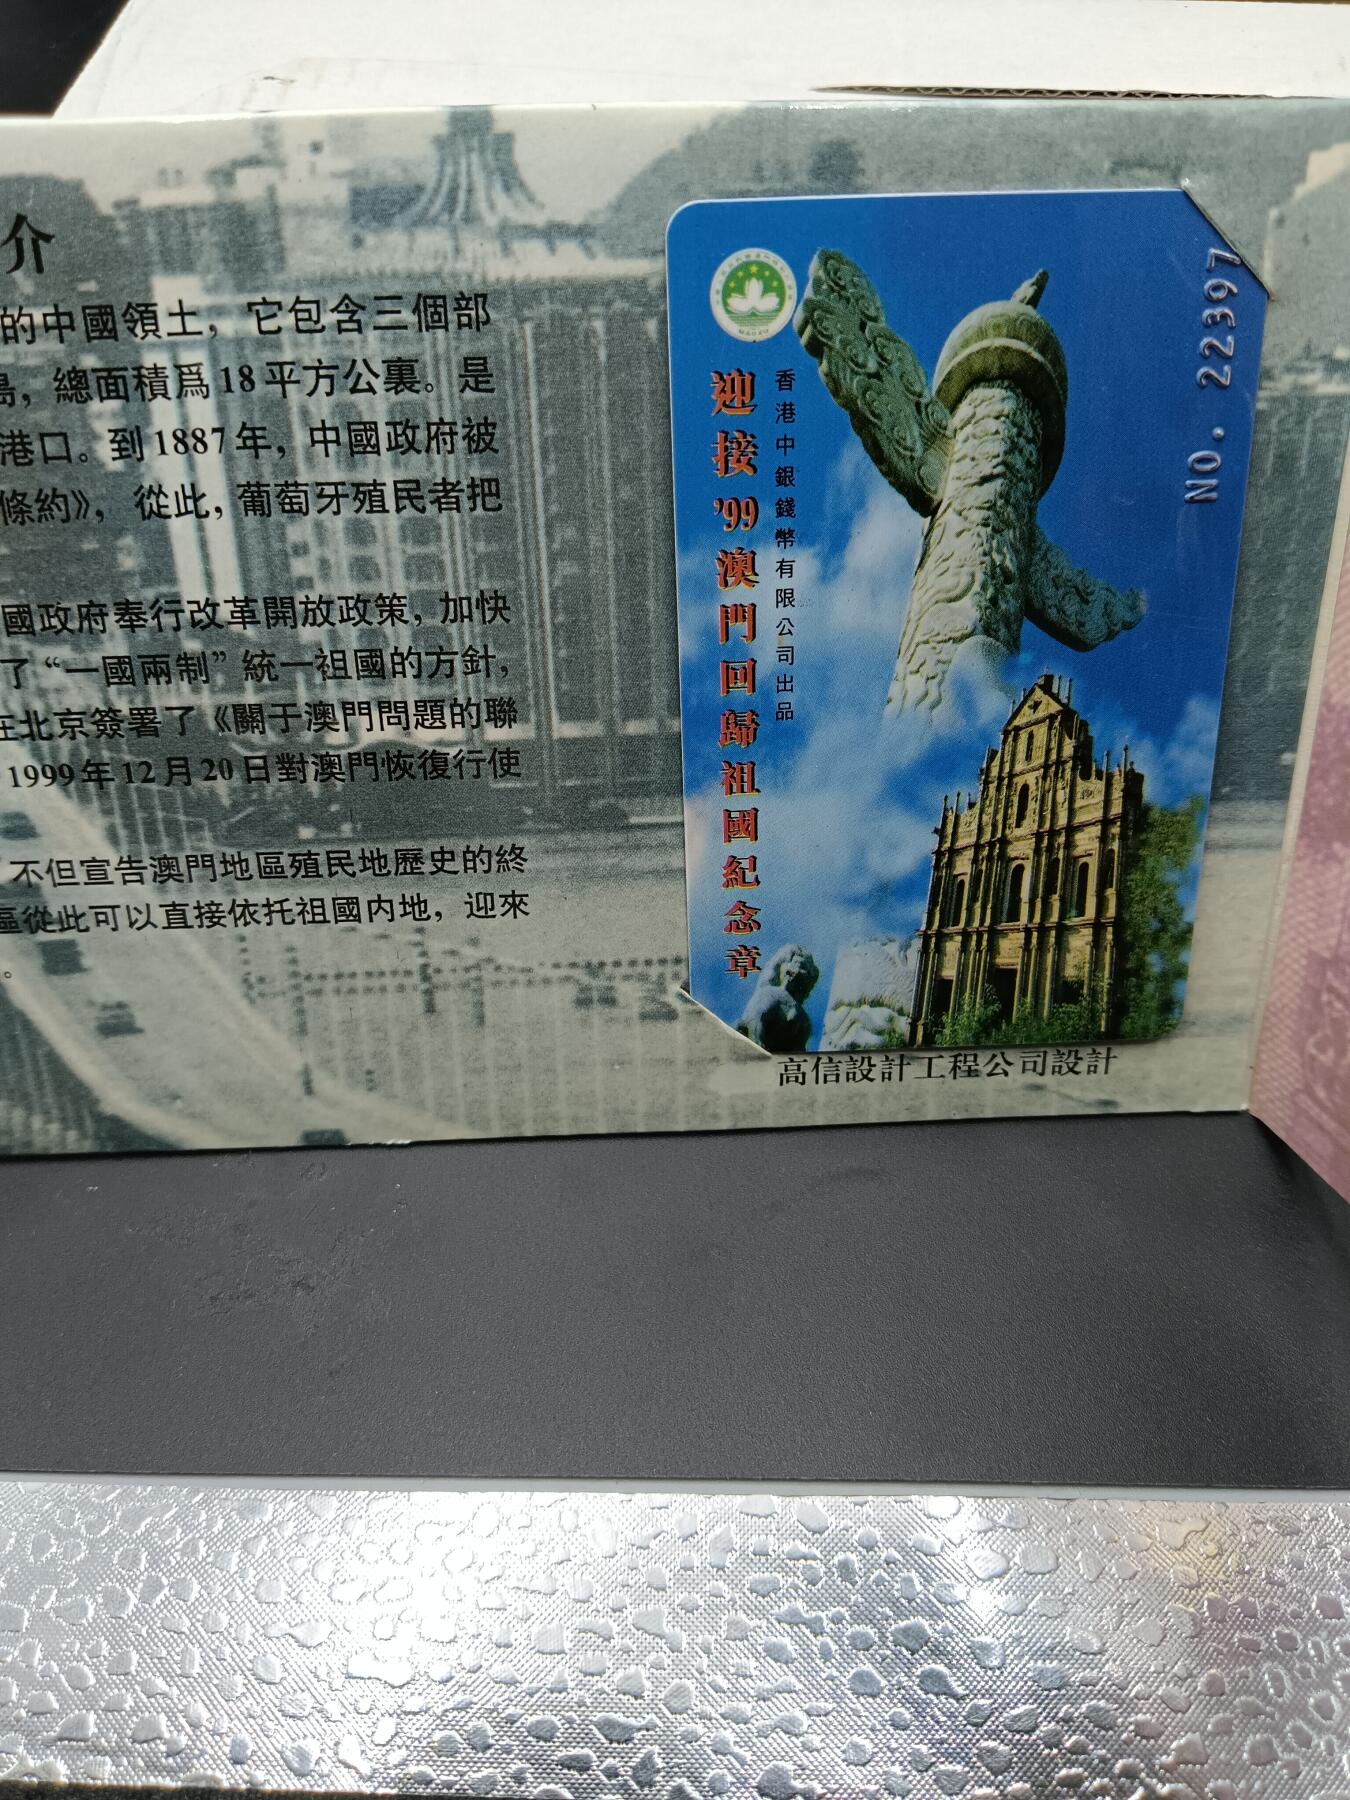 介
的中國領土，它包含三個部
島，總面積爲18平方公裏。是
港口。到1887年，中國政府被
條約》，從此，葡萄牙殖民者把
國政府奉行改革開放政策，加快
了“一國兩制”統一祖國的方針，
在北京簽署了《關于澳門問題的聯
1999年12月20日對澳門恢復行使
不但宣告澳門地區殖民地歷史的終
區從此可以直接依托祖國内地，迎來
。
MACAU
迎接'99澳門回歸祖國紀念章
香港中銀錢幣有限公司出品
NO. 22397
高信設計工程公司設計